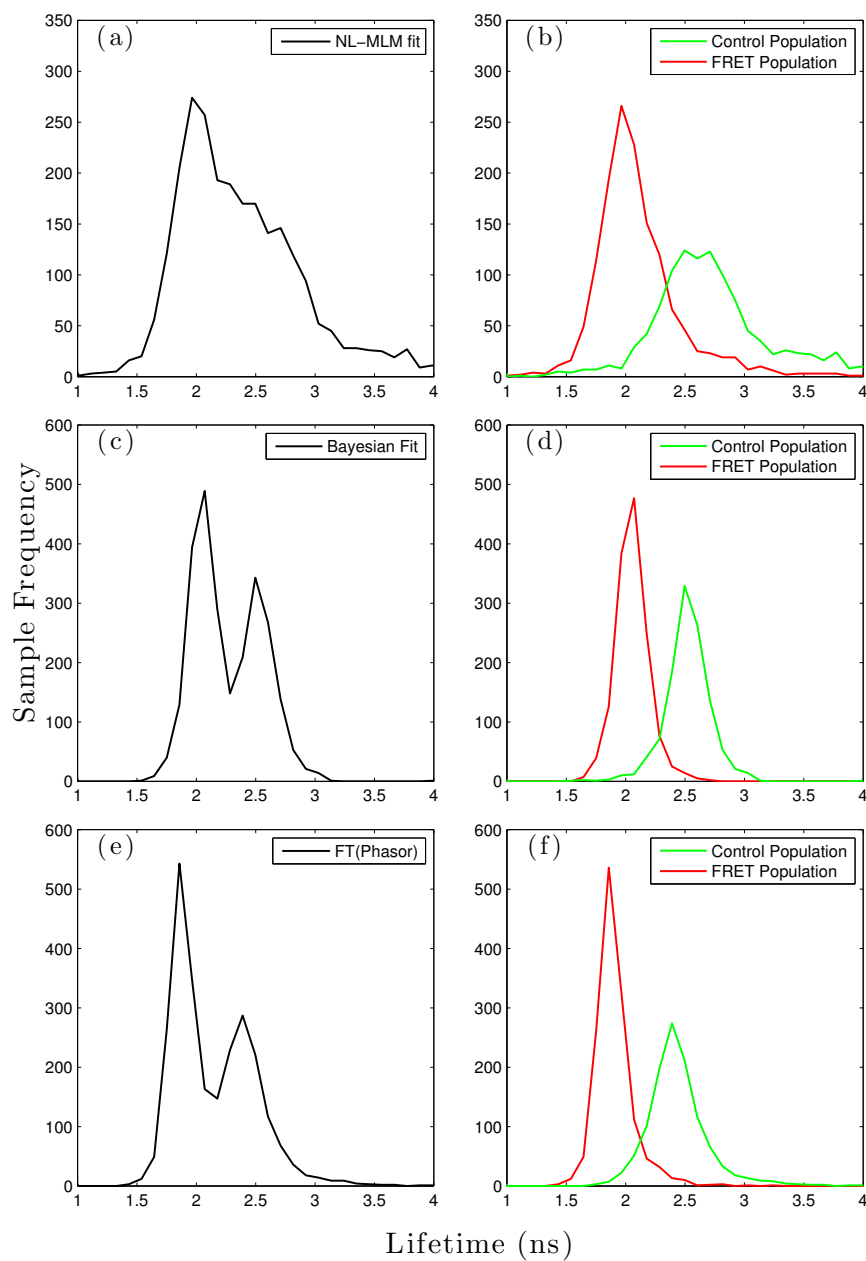 (a)
NL-MLM fit
350
300
250
200
150
100
50
0
1 1.5 2 2.5 3 3.5 4
(b)
Control Population
FRET Population
350
300
250
200
150
100
50
0
1 1.5 2 2.5 3 3.5 4
(c)
Bayesian Fit
600
500
400
300
200
100
0
1 1.5 2 2.5 3 3.5 4
(d)
Control Population
FRET Population
600
500
400
300
200
100
0
1 1.5 2 2.5 3 3.5 4
Sample Frequency
(e)
FT(Phasor)
600
500
400
300
200
100
0
1 1.5 2 2.5 3 3.5 4
(f)
Control Population
FRET Population
600
500
400
300
200
100
0
1 1.5 2 2.5 3 3.5 4
Lifetime (ns)